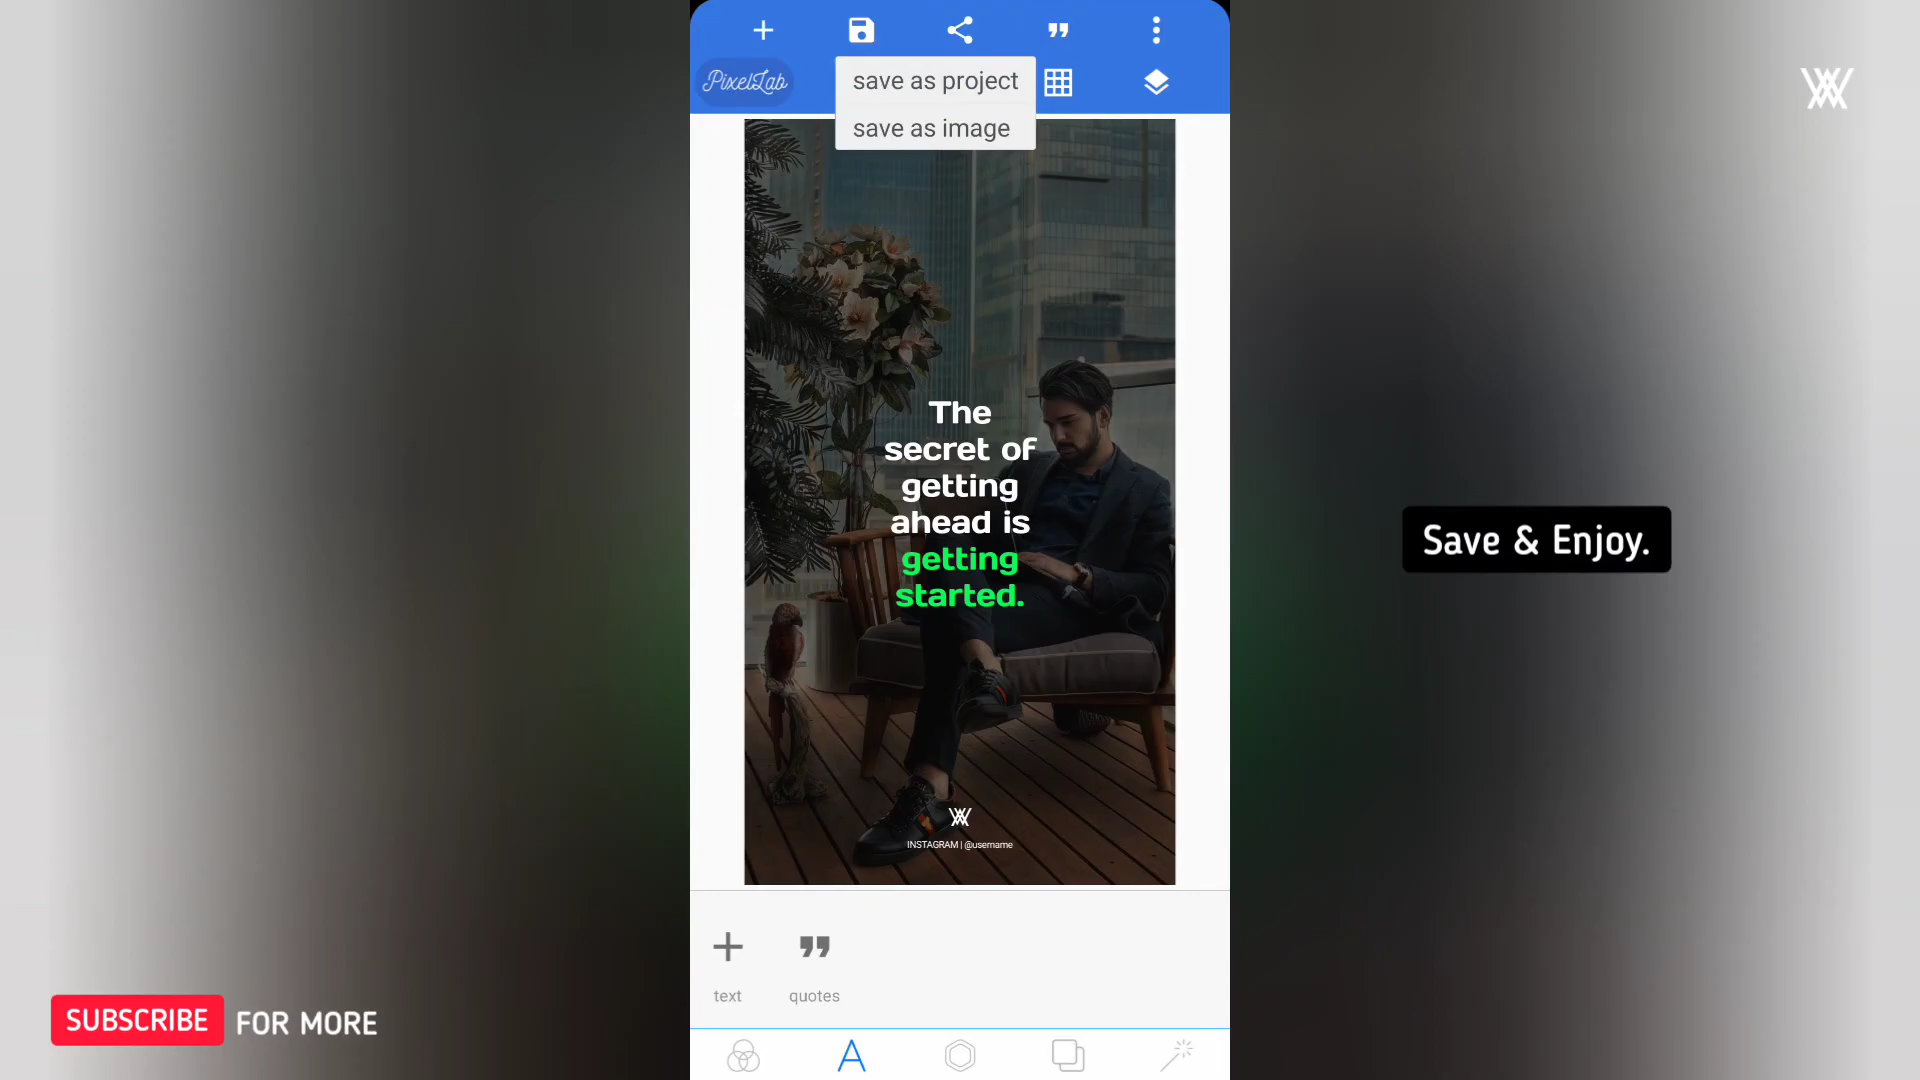 PixelLab
save as project
save as image
The
secret of
getting
ahead is
getting
started.
INSTAGRAM | @username
Save & Enjoy.
text
quotes
SUBSCRIBE FOR MORE